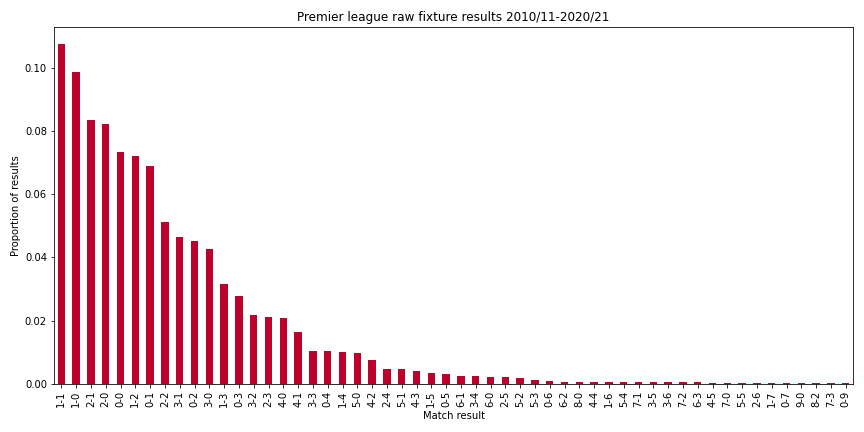 Premier league raw fixture results 2010/11-2020/21
Proportion of results
0.10
0.08
0.06
0.04
0.02
0.00
1-1 1-0 2-1 2-0 0-0 1-2 0-1 2-2 3-1 0-2 3-0 1-3 0-3 3-2 2-3 4-0 4-1 3-3 0-4 1-4 5-0 4-2 2-4 5-1 4-3 1-5 0-5 6-1 3-4 6-0 2-5 5-2 5-3 0-6 6-2 8-0 4-4 1-6 5-4 7-1 3-5 3-6 7-2 6-3 4-5 7-0 5-5 2-6 1-7 0-7 9-0 8-2 7-3 0-9
Match result